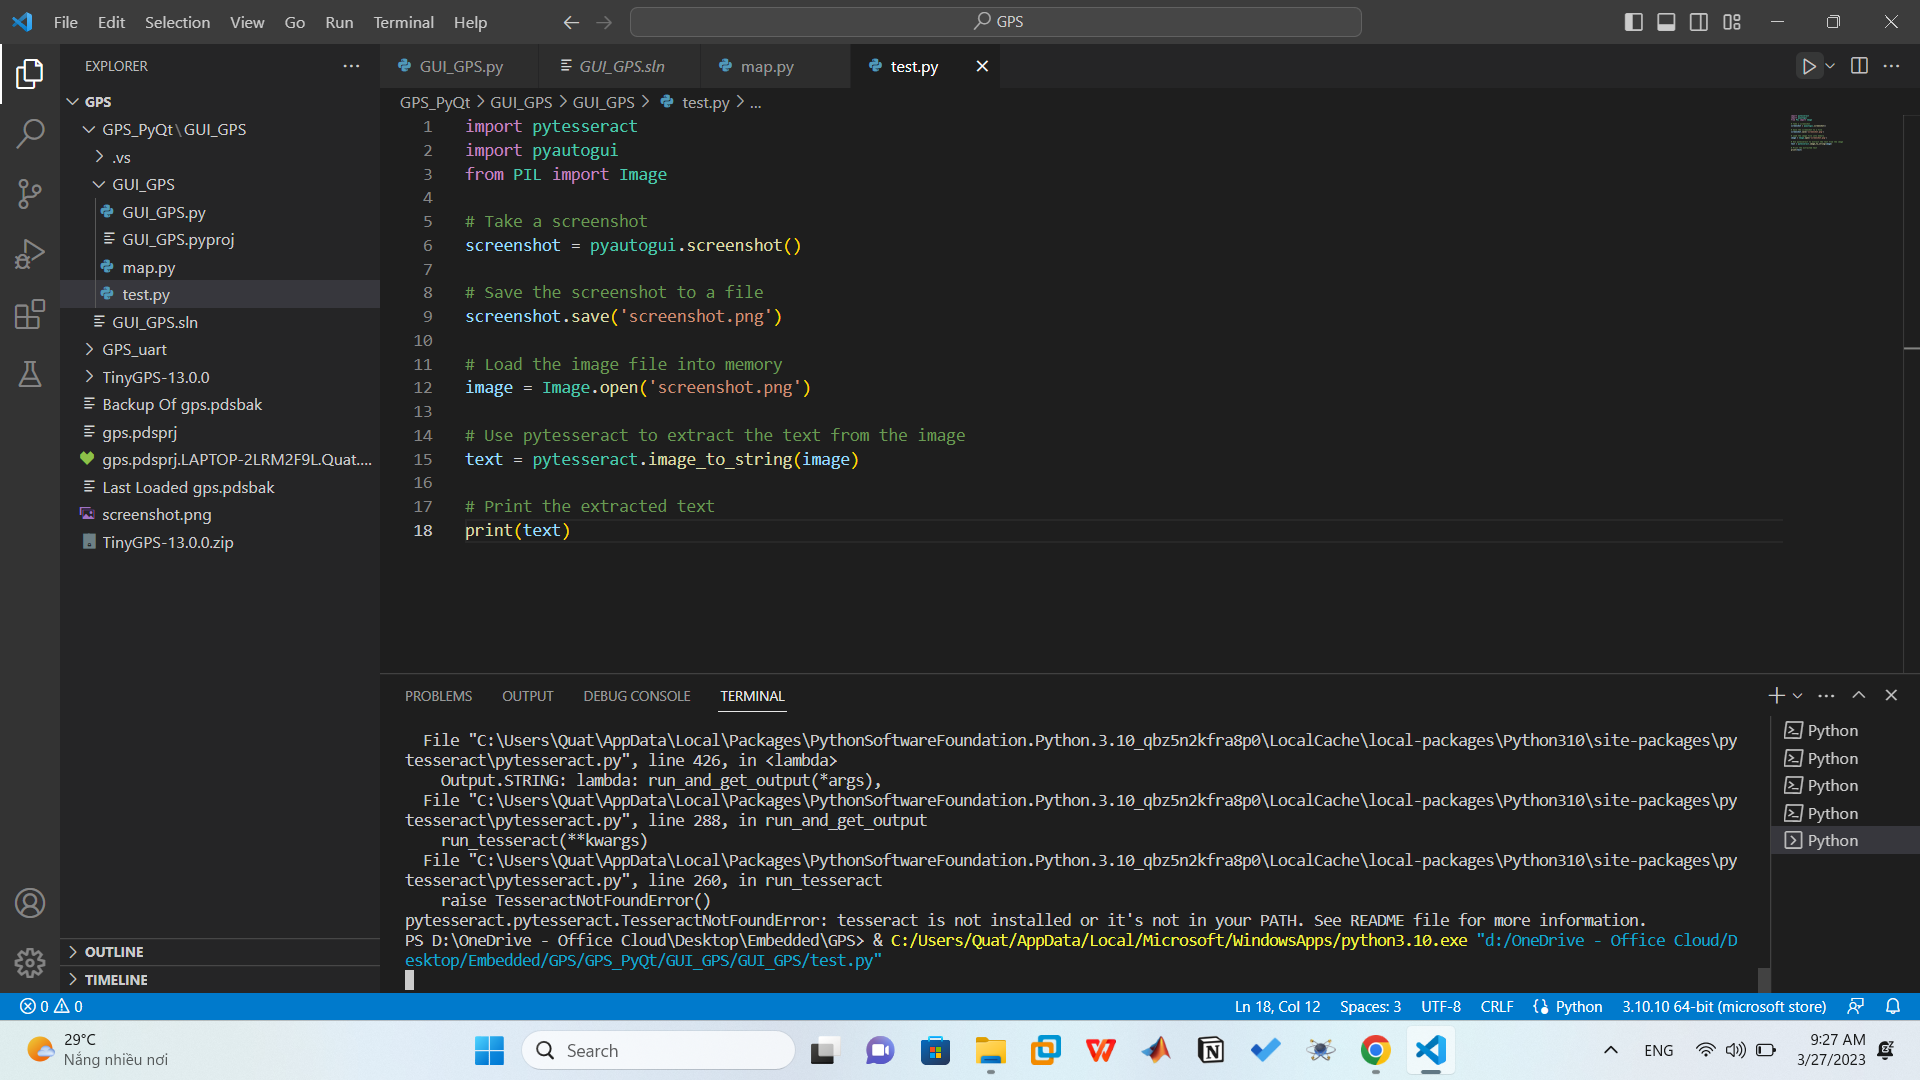 File Edit Selection View Go Run Terminal Help
GPS
EXPLORER
GPS
GPS_PyQt\GUI_GPS
.vs
GUI_GPS
GUI_GPS.py
GUI_GPS.pyproj
map.py
test.py
GUI_GPS.sln
GPS_uart
TinyGPS-13.0.0
Backup Of gps.pdsbak
gps.pdsprj
gps.pdsprj.LAPTOP-2LRM2F9L.Quat....
Last Loaded gps.pdsbak
screenshot.png
TinyGPS-13.0.0.zip
OUTLINE
TIMELINE
GUI_GPS.py GUI_GPS.sln map.py test.py
GPS_PyQt > GUI_GPS > GUI_GPS > test.py > ...
1 import pytesseract
2 import pyautogui
3 from PIL import Image
4
5 # Take a screenshot
6 screenshot = pyautogui.screenshot()
7
8 # Save the screenshot to a file
9 screenshot.save('screenshot.png')
10
11 # Load the image file into memory
12 image = Image.open('screenshot.png')
13
14 # Use pytesseract to extract the text from the image
15 text = pytesseract.image_to_string(image)
16
17 # Print the extracted text
18 print(text)
PROBLEMS OUTPUT DEBUG CONSOLE TERMINAL
File "C:\Users\Quat\AppData\Local\Packages\PythonSoftwareFoundation.Python.3.10_qbz5n2kfra8p0\LocalCache\local-packages\Python310\site-packages\py
tesseract\pytesseract.py", line 426, in <lambda>
Output.STRING: lambda: run_and_get_output(*args),
File "C:\Users\Quat\AppData\Local\Packages\PythonSoftwareFoundation.Python.3.10_qbz5n2kfra8p0\LocalCache\local-packages\Python310\site-packages\py
tesseract\pytesseract.py", line 288, in run_and_get_output
run_tesseract(**kwargs)
File "C:\Users\Quat\AppData\Local\Packages\PythonSoftwareFoundation.Python.3.10_qbz5n2kfra8p0\LocalCache\local-packages\Python310\site-packages\py
tesseract\pytesseract.py", line 260, in run_tesseract
raise TesseractNotFoundError()
pytesseract.pytesseract.TesseractNotFoundError: tesseract is not installed or it's not in your PATH. See README file for more information.
PS D:\OneDrive - Office Cloud\Desktop\Embedded\GPS> & C:/Users/Quat/AppData/Local/Microsoft/WindowsApps/python3.10.exe "d:/OneDrive - Office Cloud/D
esktop/Embedded/GPS/GPS_PyQt/GUI_GPS/GUI_GPS/test.py"
Python
Python
Python
Python
Python
0 0 Ln 18, Col 12 Spaces: 3 UTF-8 CRLF Python 3.10.10 64-bit (microsoft store)
29°C
Nắng nhiều nơi
Search
ENG
9:27 AM
3/27/2023